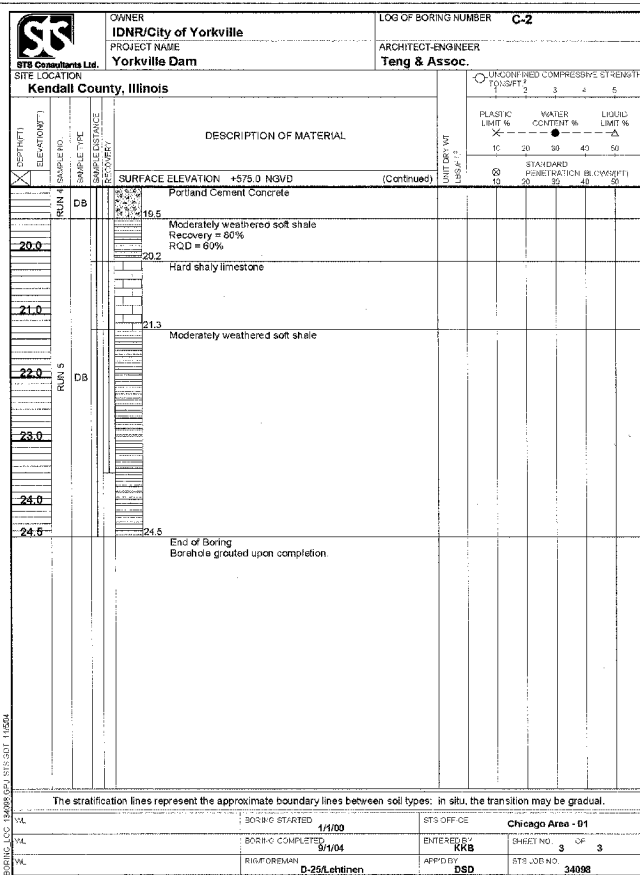 STS
STS Consultants Ltd.
OWNER
IDNR/City of Yorkville
LOG OF BORING NUMBER C-2
PROJECT NAME
Yorkville Dam
ARCHITECT-ENGINEER
Teng & Assoc.
SITE LOCATION
Kendall County, Illinois
UNCONFINED COMPRESSIVE STRENGTH
TONS/FT.²
1 2 3 4 5
DEPTH(FT)
ELEVATION(FT)
SAMPLE NO.
SAMPLE TYPE
SAMPLE DISTANCE
RECOVERY
DESCRIPTION OF MATERIAL
UNIT DRY WT.
LBS./FT.³
PLASTIC LIMIT %
WATER CONTENT %
LIQUID LIMIT %
10 20 30 40 50
STANDARD
PENETRATION BLOWS/(FT)
10 20 30 40 50
SURFACE ELEVATION +575.0 NGVD (Continued)
RUN 4
DB
Portland Cement Concrete
19.5
Moderately weathered soft shale
Recovery = 80%
RQD = 60%
20.0
20.2
Hard shaly limestone
21.0
21.3
Moderately weathered soft shale
22.0
RUN 5
DB
23.0
24.0
24.5
24.5
End of Boring
Borehole grouted upon completion.
The stratification lines represent the approximate boundary lines between soil types: in situ, the transition may be gradual.
WL
BORING STARTED
1/1/00
STS OFFICE
Chicago Area - 01
WL
BORING COMPLETED
9/1/04
ENTERED BY
KKB
SHEET NO. OF
3 3
WL
RIG/FOREMAN
D-25/Lehtinen
APP'D BY
DSD
STS JOB NO.
34098